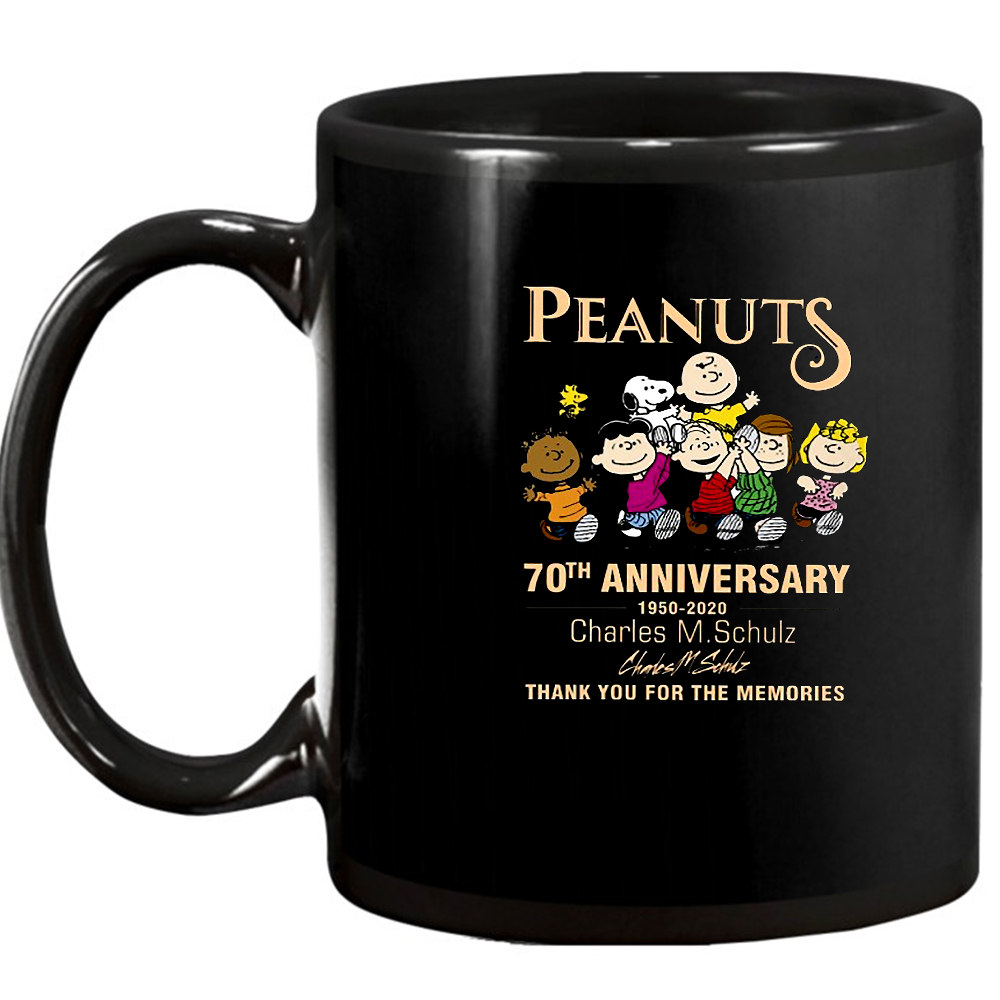 PEANUTS
70TH ANNIVERSARY
1950-2020
Charles M.Schulz
Charles M. Schulz
THANK YOU FOR THE MEMORIES